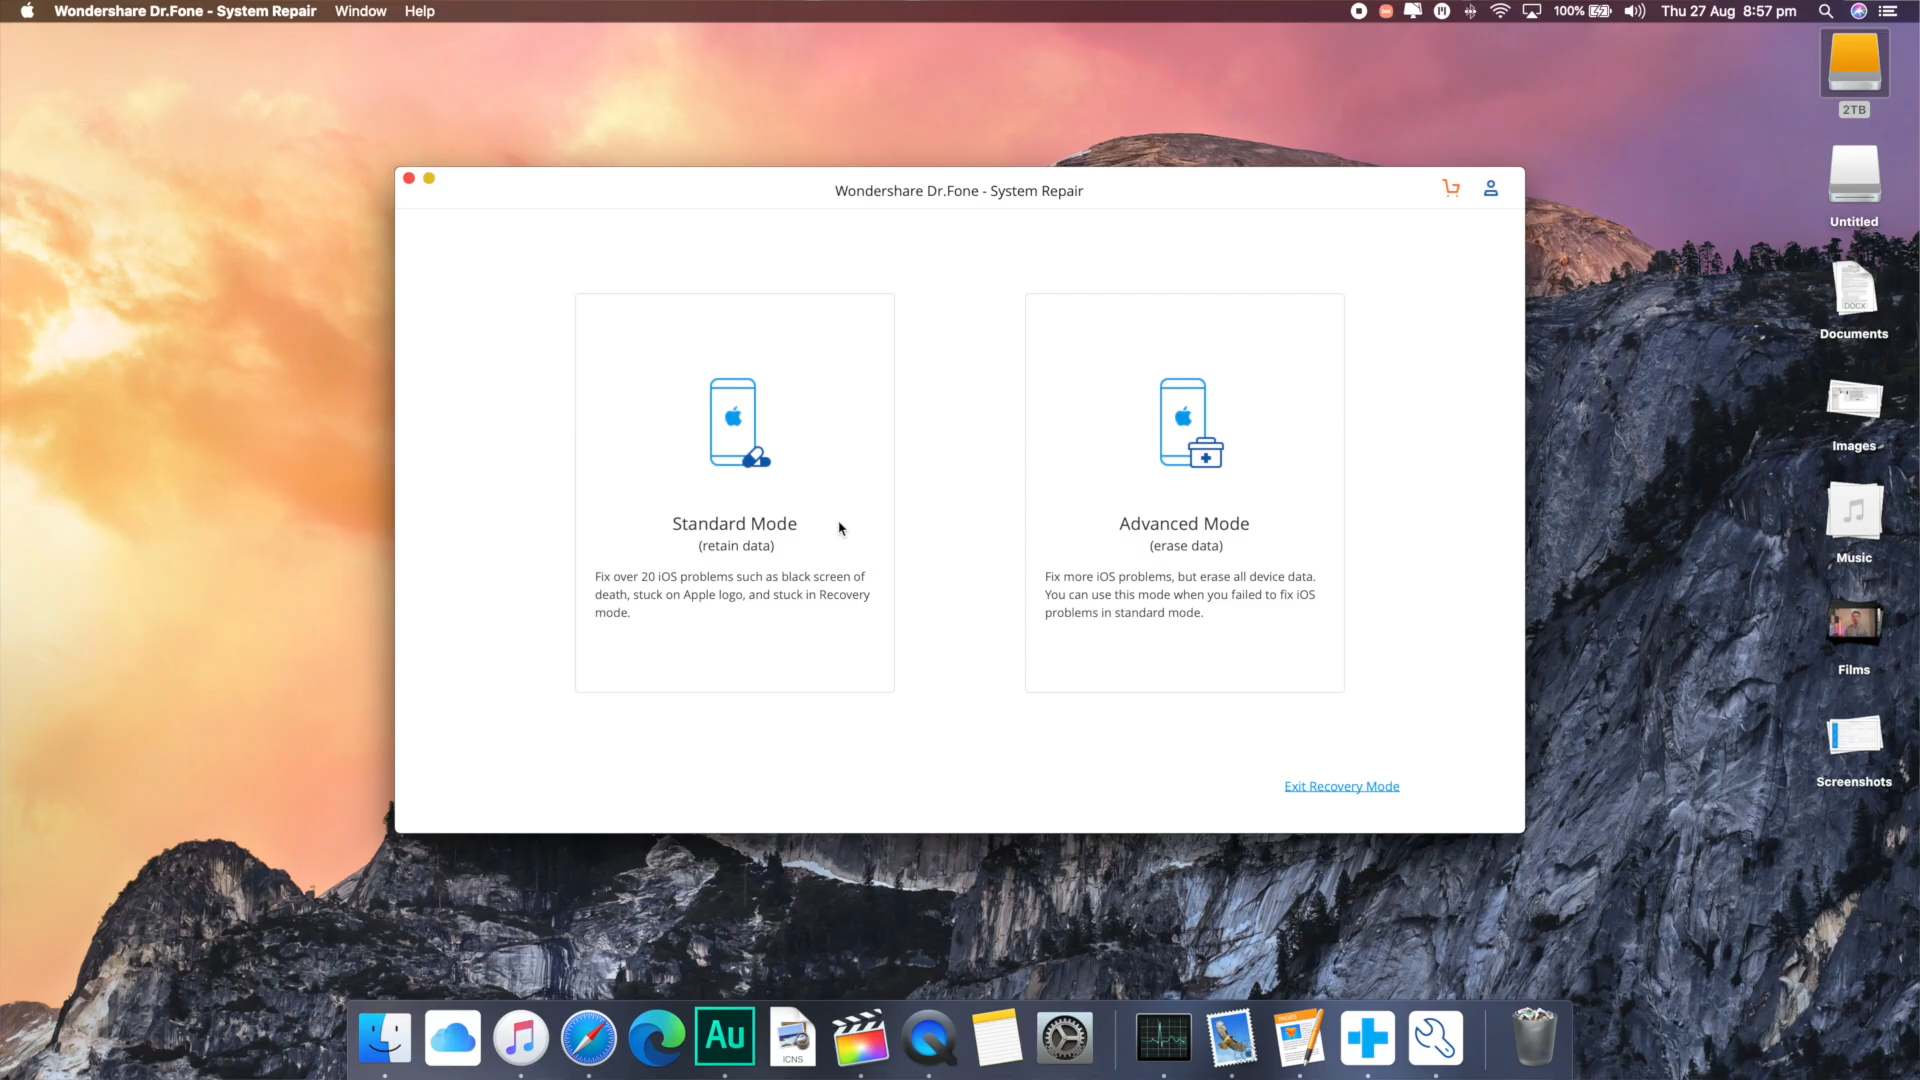 Wondershare Dr.Fone - System Repair Window Help 100% Thu 27 Aug 8:57 pm
2TB
Wondershare Dr.Fone - System Repair
Untitled
DOCX
Documents
Images
Standard Mode
(retain data)
Fix over 20 iOS problems such as black screen of
death, stuck on Apple logo, and stuck in Recovery
mode.
Advanced Mode
(erase data)
Fix more iOS problems, but erase all device data.
You can use this mode when you failed to fix iOS
problems in standard mode.
Music
Films
Screenshots
Exit Recovery Mode
Au
ICNS
PAGES